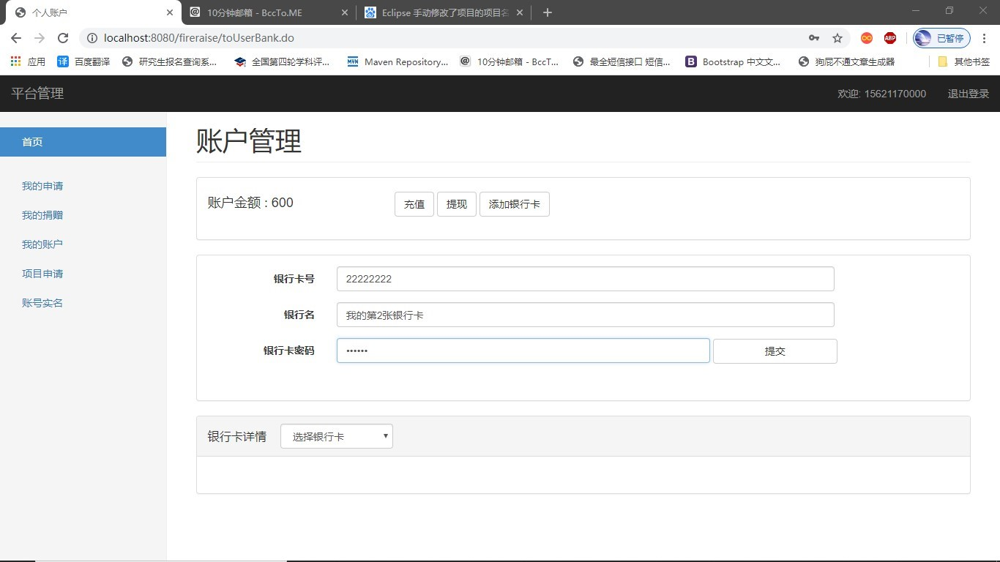 个人账户
10分钟邮箱 - BccTo.ME
Eclipse 手动修改了项目的项目名
localhost:8080/fireraise/toUserBank.do
ABP
已暂停
应用
译 百度翻译
研究生报名查询系...
全国第四轮学科评...
MVN Maven Repository...
@ 10分钟邮箱 - BccT...
最全短信接口 短信...
B Bootstrap 中文文...
狗屁不通文章生成器
其他书签
平台管理
欢迎: 15621170000
退出登录
首页
我的申请
我的捐赠
我的账户
项目申请
账号实名
账户管理
账户金额 : 600
充值
提现
添加银行卡
银行卡号
22222222
银行名
我的第2张银行卡
银行卡密码
••••••
提交
银行卡详情
选择银行卡